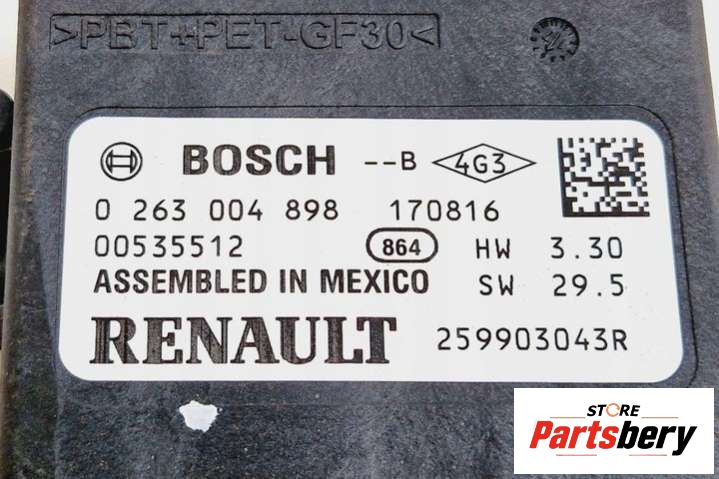 >PBT+PET-GF30<
BOSCH --B 4G3
0 263 004 898 170816
00535512 864 HW 3.30
ASSEMBLED IN MEXICO SW 29.5
RENAULT 259903043R
STORE
Partsbery